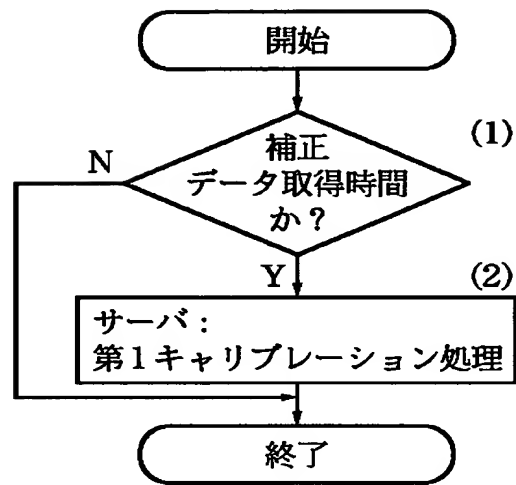 開始
(1)
補正
データ取得時間
か？
N
Y
(2)
サーバ：
第1キャリブレーション処理
終了